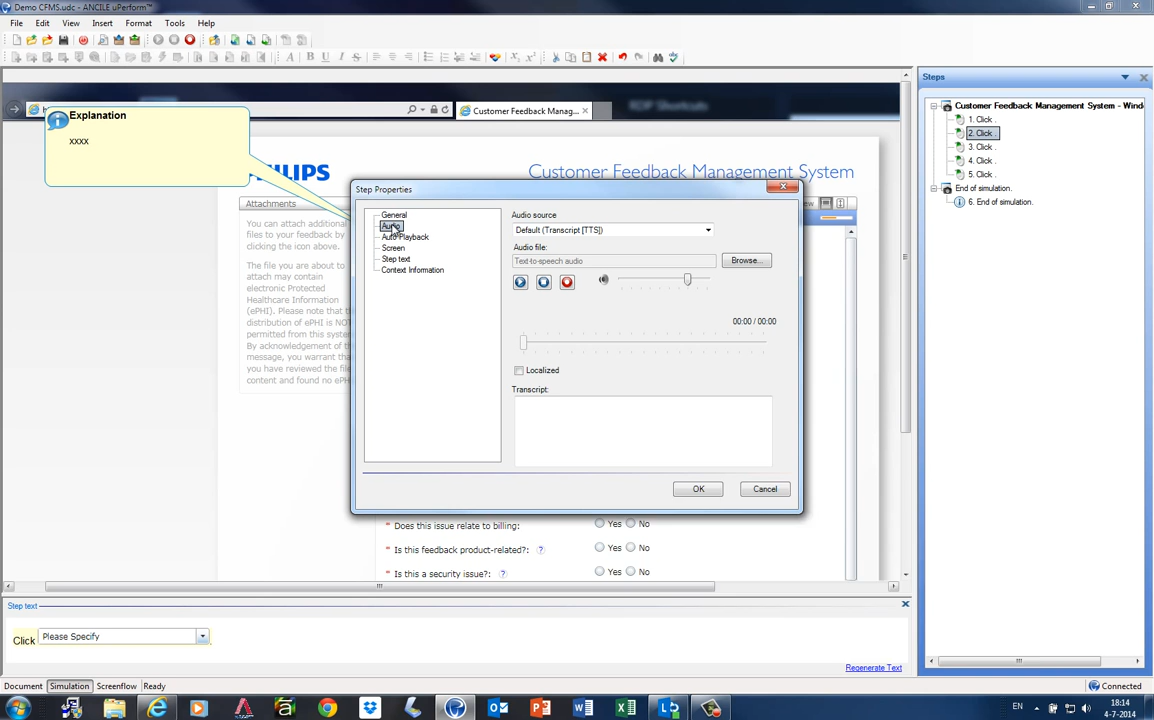 Demo CFMS.udc - ANCILE uPerform™
File Edit View Insert Format Tools Help
Customer Feedback Manag...
RDP Shortcuts
Explanation
xxxx
Customer Feedback Management System
Attachments
You can attach additional
files to your feedback by
clicking the icon above.
The file you are about to
attach may contain
electronic Protected
Healthcare Information
(ePHI). Please note that
distribution of ePHI is NOT
permitted from this system
By acknowledgement of
message, you warrant that
you have reviewed the file
content and found no ePHI
Step Properties
General
Audio
Auto Playback
Screen
Step text
Context Information
Audio source
Default (Transcript [TTS])
Audio file:
Text-to-speech audio
Browse...
00:00 / 00:00
Localized
Transcript:
OK Cancel
* Does this issue relate to billing: Yes No
* Is this feedback product-related?: ? Yes No
* Is this a security issue?: ? Yes No
Steps
Customer Feedback Management System - Wind
1. Click .
2. Click .
3. Click .
4. Click .
5. Click .
End of simulation.
6. End of simulation.
Step text
Click Please Specify .
Regenerate Text
Document Simulation Screenflow Ready Connected
EN 18:14
4-7-2014